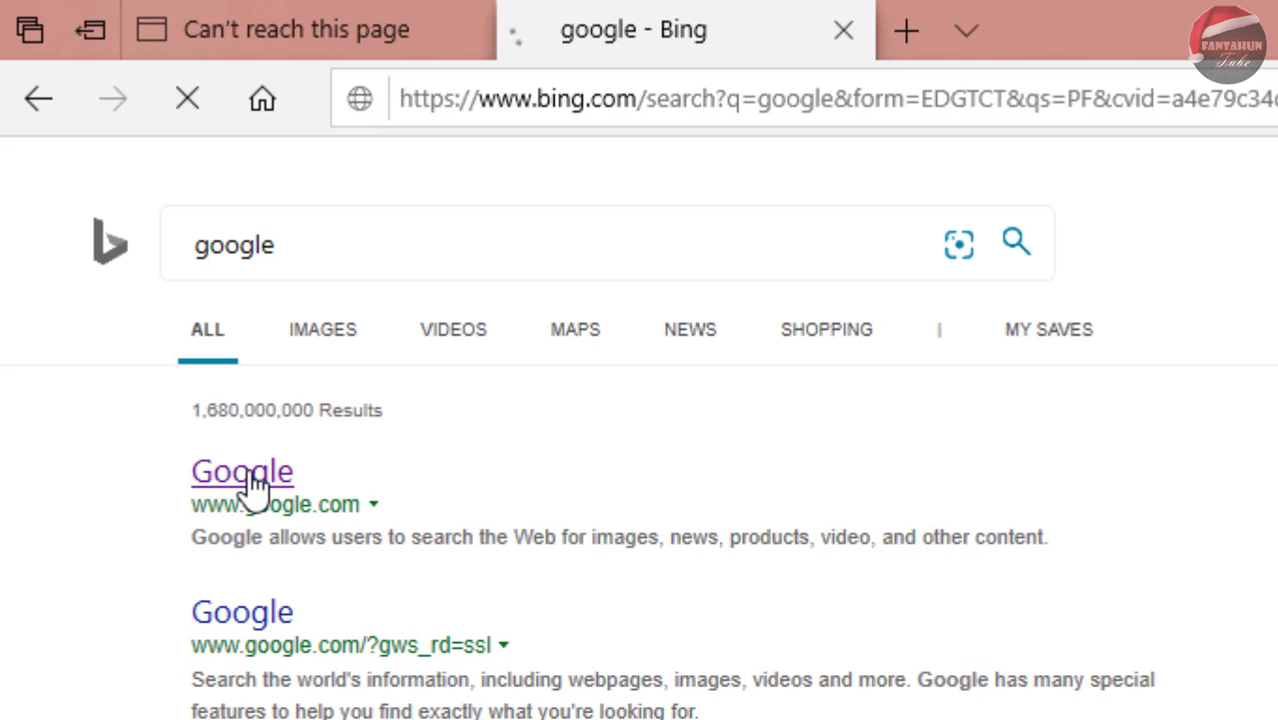 Can't reach this page
google - Bing
FANTAHUN
Tube
https://www.bing.com/search?q=google&form=EDGTCT&qs=PF&cvid=a4e79c34
google
ALL IMAGES VIDEOS MAPS NEWS SHOPPING | MY SAVES
1,680,000,000 Results
Google
www.google.com
Google allows users to search the Web for images, news, products, video, and other content.
Google
www.google.com/?gws_rd=ssl
Search the world's information, including webpages, images, videos and more. Google has many special
features to help you find exactly what you're looking for.